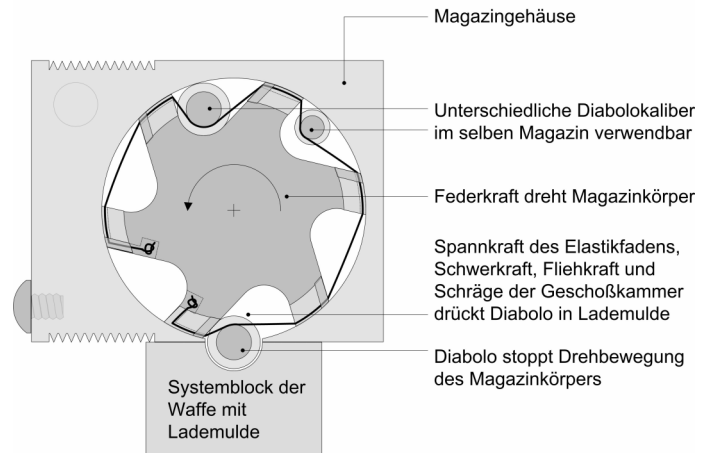 Magazingehäuse
Unterschiedliche Diabolokaliber
im selben Magazin verwendbar
Federkraft dreht Magazinkörper
Spannkraft des Elastikfadens,
Schwerkraft, Fliehkraft und
Schräge der Geschoßkammer
drückt Diabolo in Lademulde
Diabolo stoppt Drehbewegung
des Magazinkörpers
Systemblock der
Waffe mit
Lademulde